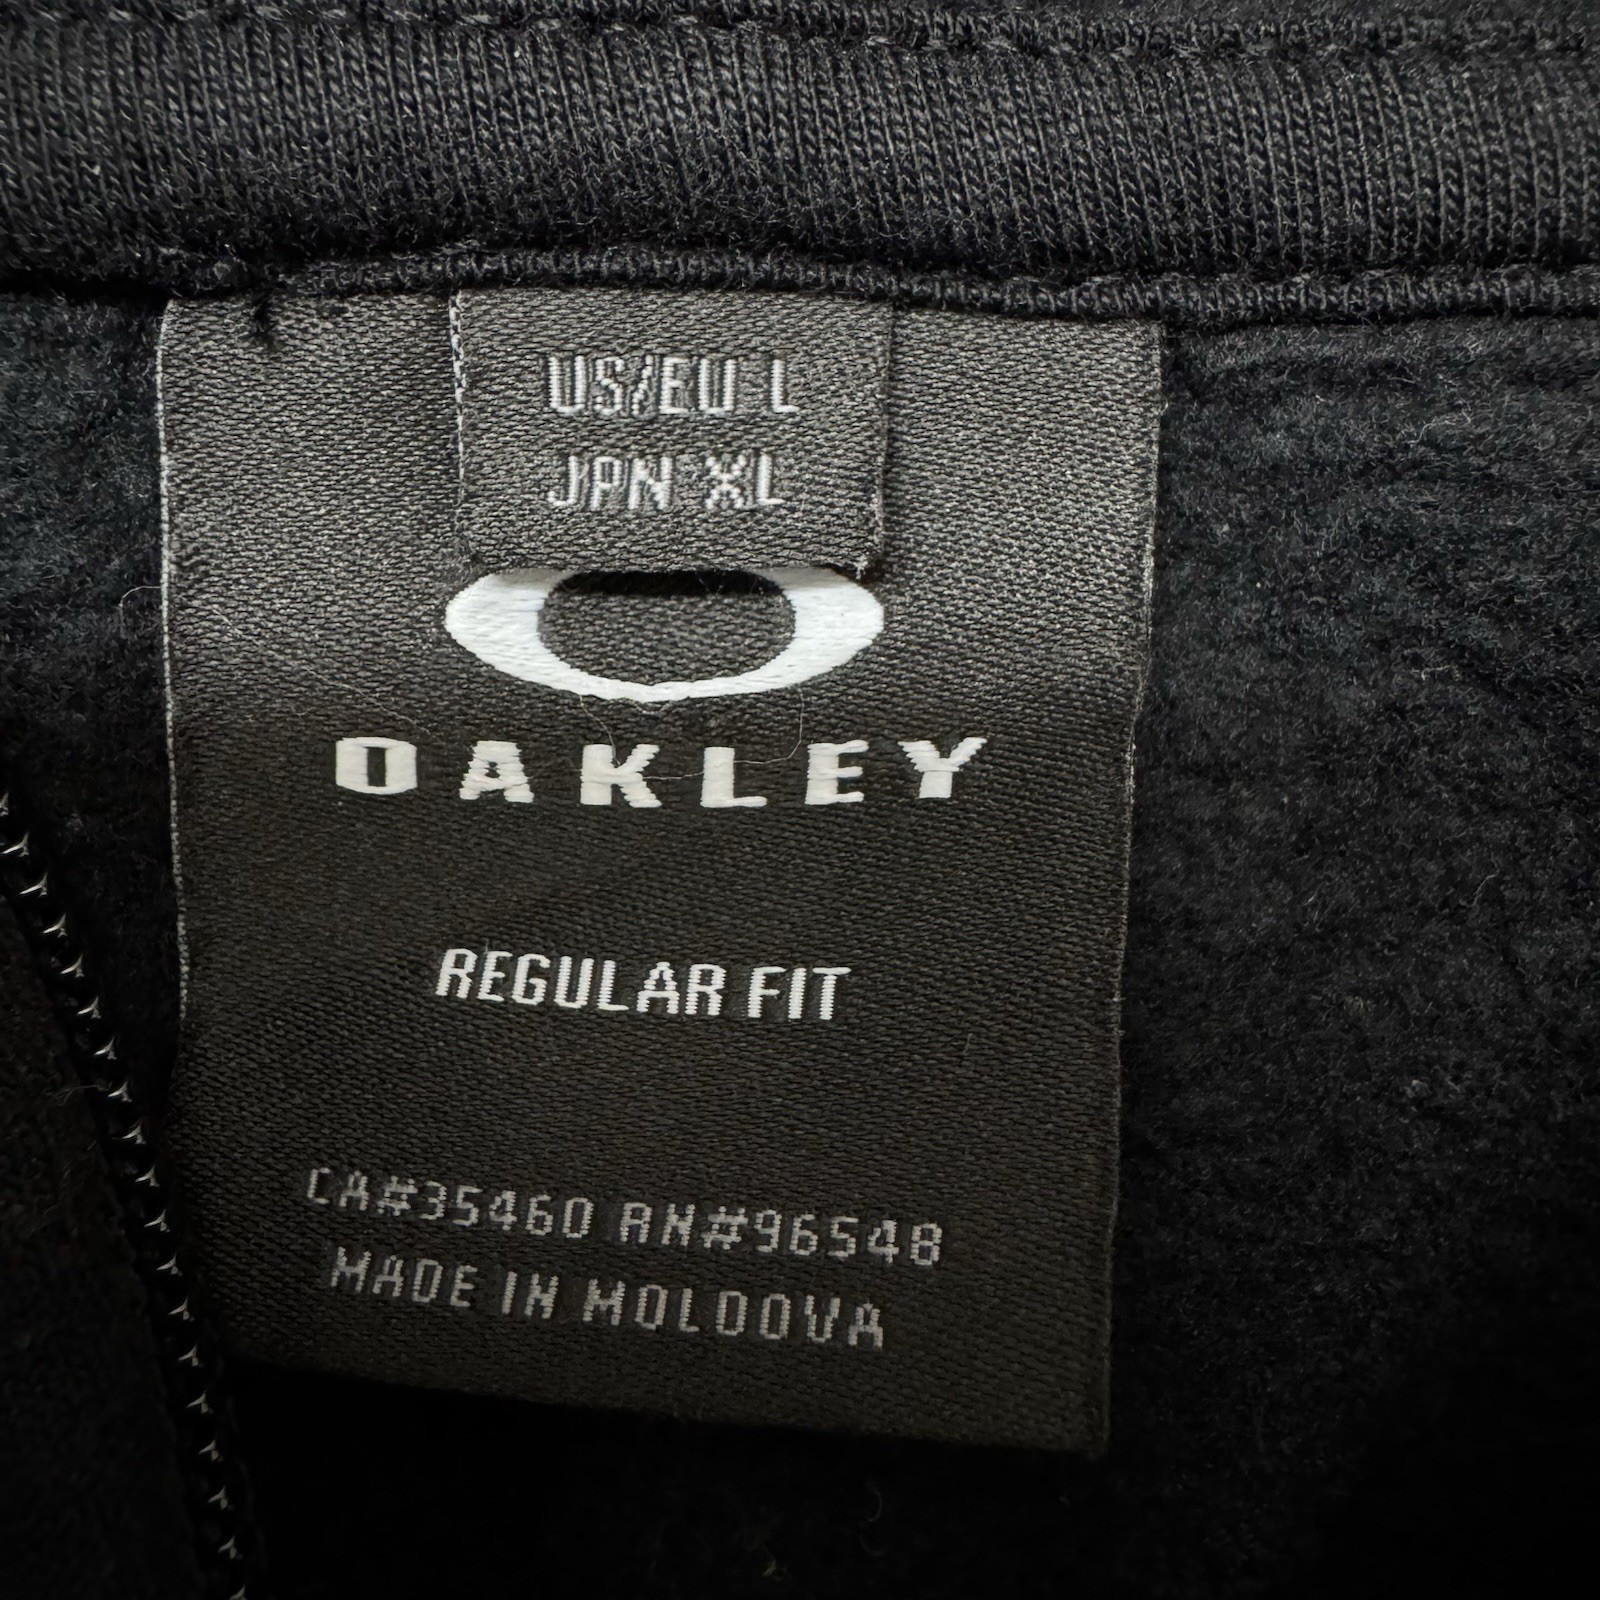 US/EU L
JPN XL
OAKLEY
REGULAR FIT
CA#35460 RN#96548
MADE IN MOLDOVA